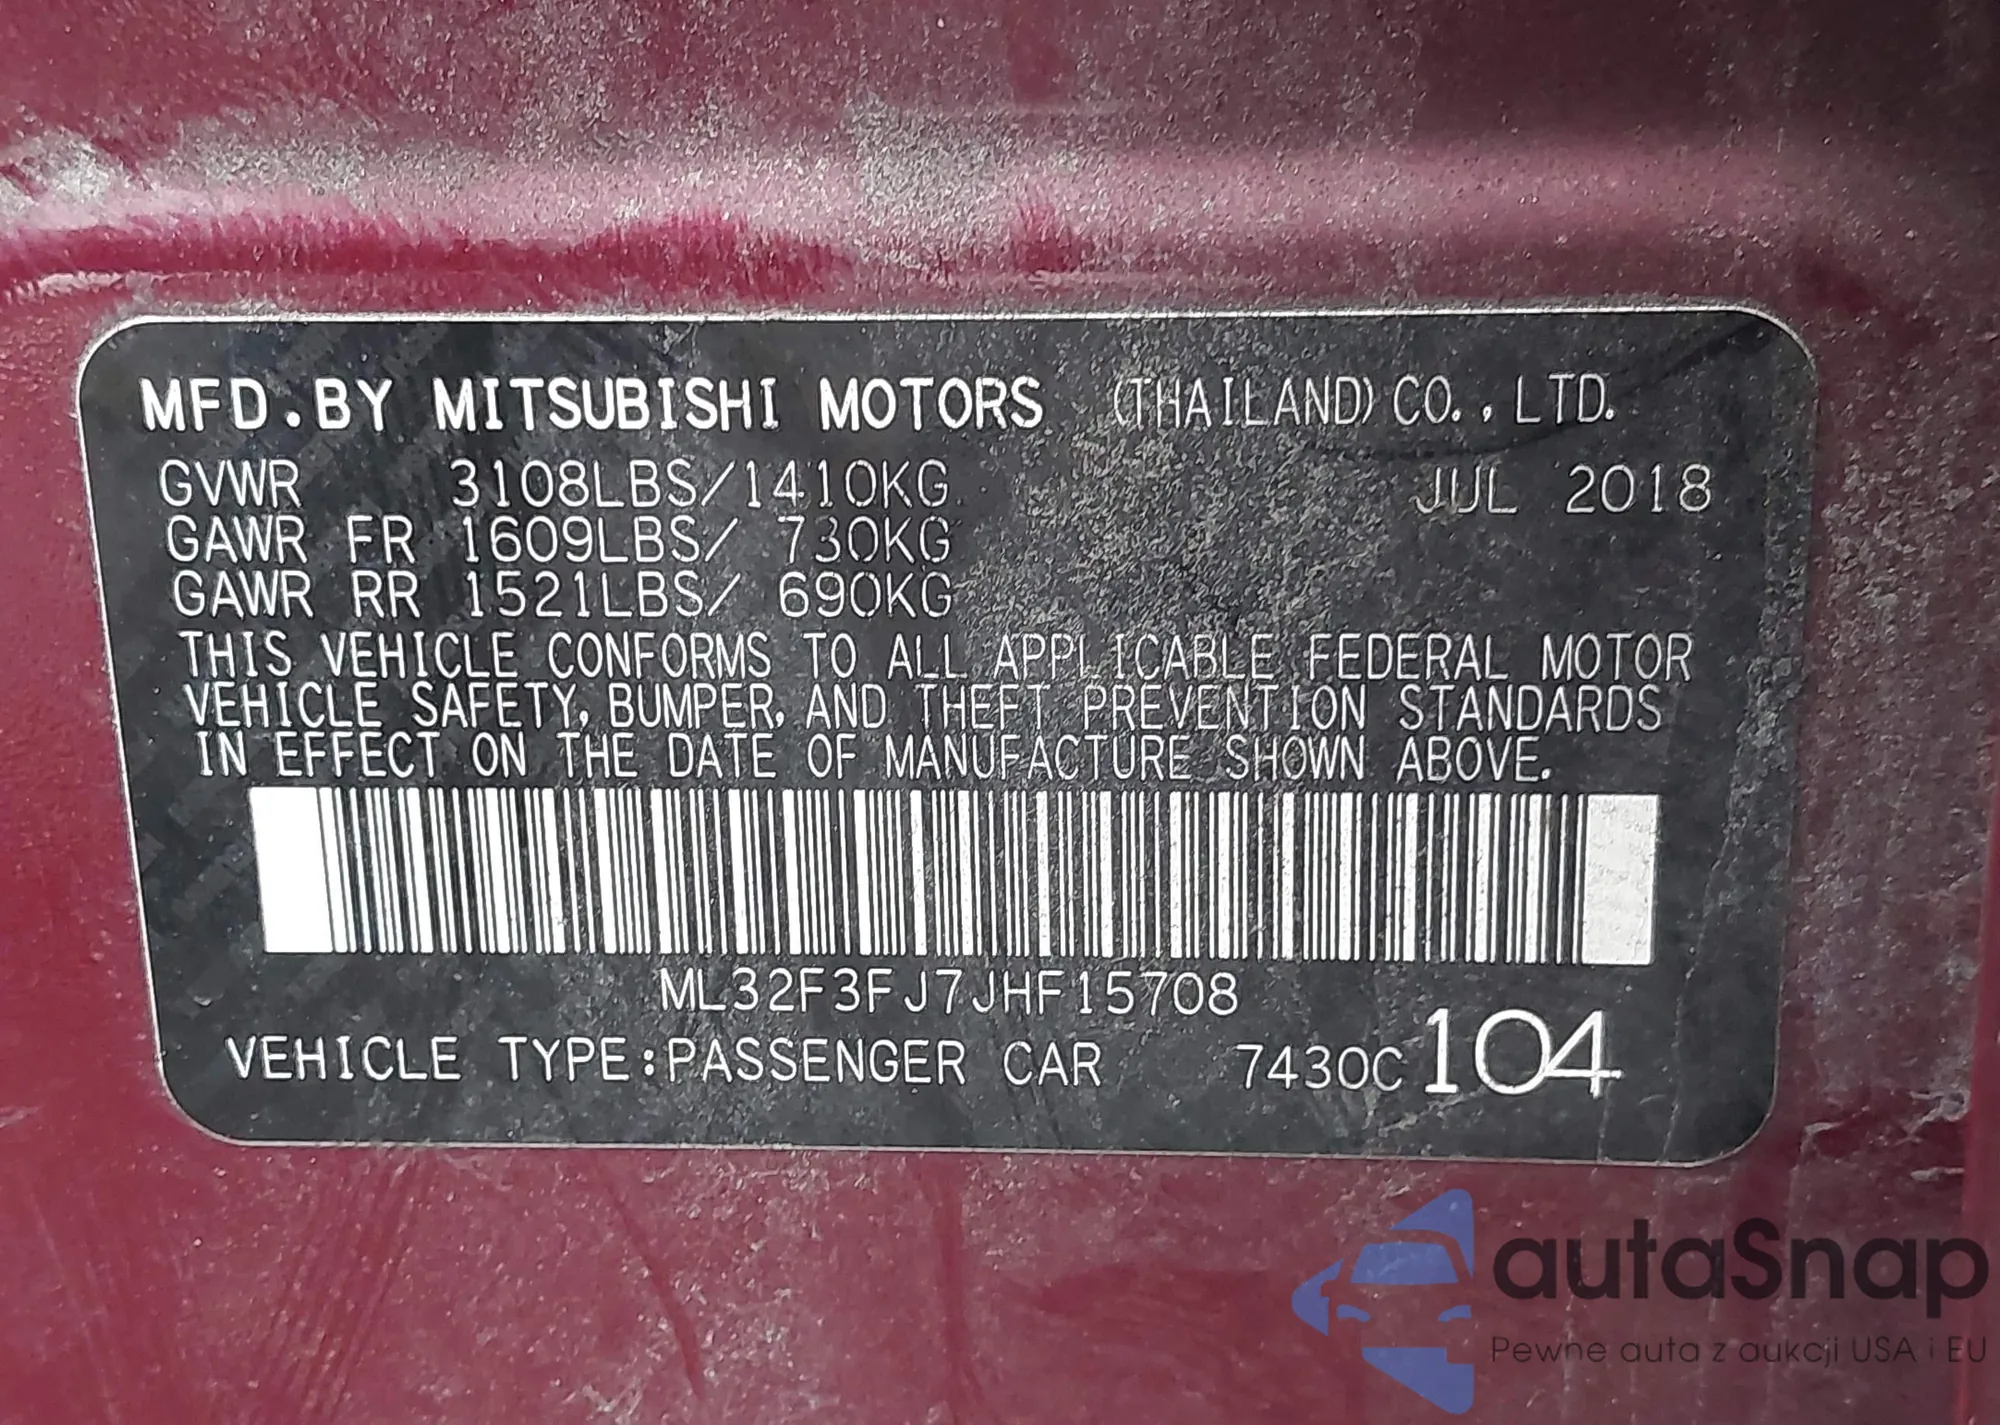 MFD.BY MITSUBISHI MOTORS (THAILAND) CO., LTD.
GVWR 3108LBS/1410KG JUL 2018
GAWR FR 1609LBS/ 730KG
GAWR RR 1521LBS/ 690KG
THIS VEHICLE CONFORMS TO ALL APPLICABLE FEDERAL MOTOR
VEHICLE SAFETY, BUMPER, AND THEFT PREVENTION STANDARDS
IN EFFECT ON THE DATE OF MANUFACTURE SHOWN ABOVE.
ML32F3FJ7JHF15708
VEHICLE TYPE:PASSENGER CAR 7430C 104
autaSnap
Pewne auta z aukcji USA i EU